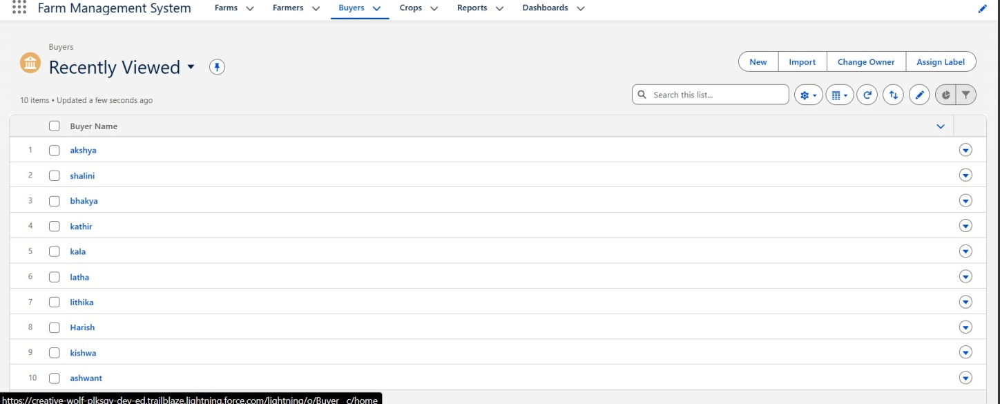 Farm Management System Farms Farmers Buyers Crops Reports Dashboards
Buyers
Recently Viewed
New Import Change Owner Assign Label
10 items • Updated a few seconds ago
Search this list...
Buyer Name
1 akshya
2 shalini
3 bhakya
4 kathir
5 kala
6 latha
7 lithika
8 Harish
9 kishwa
10 ashwant
https://creative-wolf-plksgv-dev-ed.trailblaze.lightning.force.com/lightning/o/Buyer__c/home